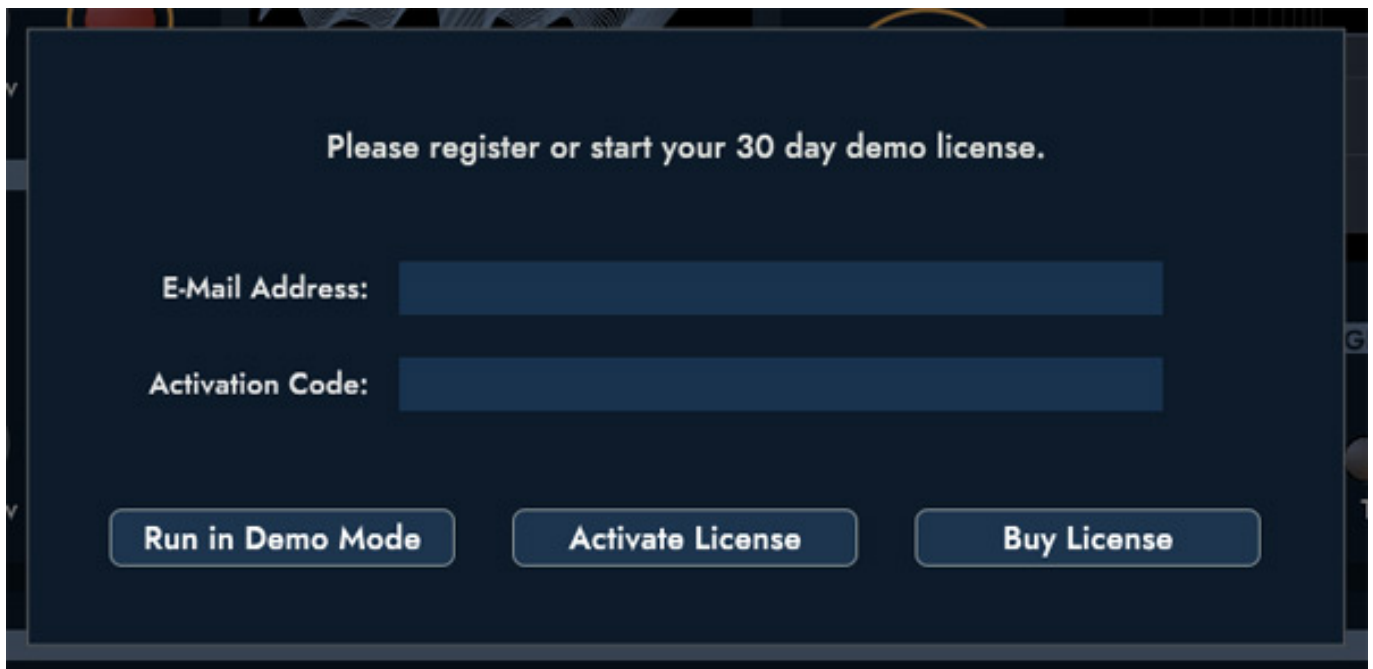 Please register or start your 30 day demo license.
E-Mail Address:
Activation Code:
Run in Demo Mode
Activate License
Buy License